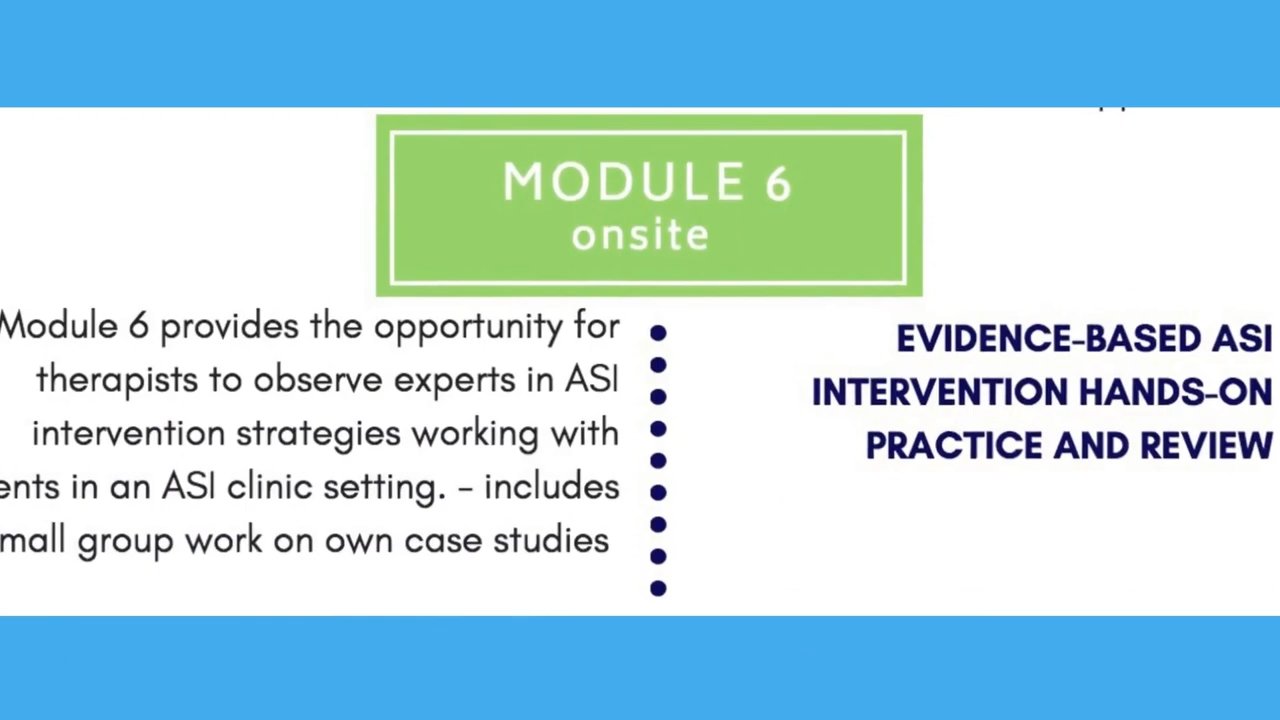 MODULE 6
onsite
Module 6 provides the opportunity for
therapists to observe experts in ASI
intervention strategies working with
in an ASI clinic setting. - includes
group work on own case studies
EVIDENCE-BASED ASI
INTERVENTION HANDS-ON
PRACTICE AND REVIEW